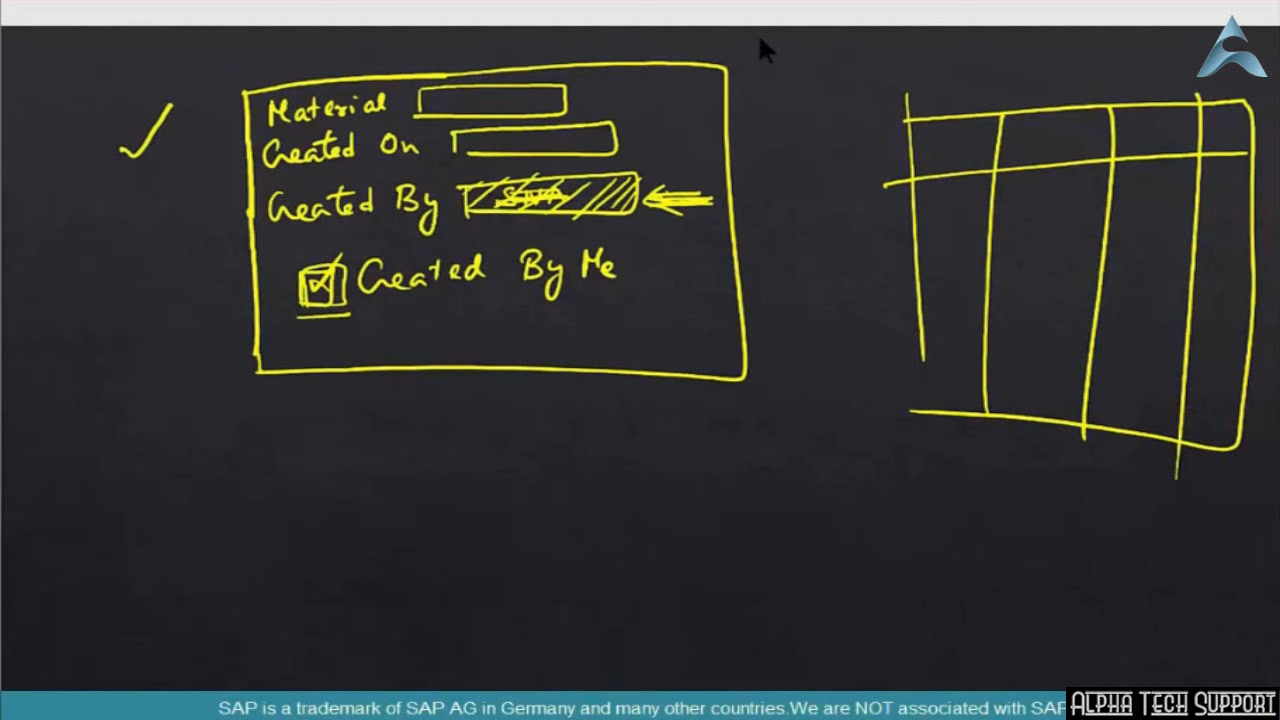 Material
Created On
Created By
Created By Me
SAP is a trademark of SAP AG in Germany and many other countries.We are NOT associated with SAP
ALPHA TECH SUPPORT